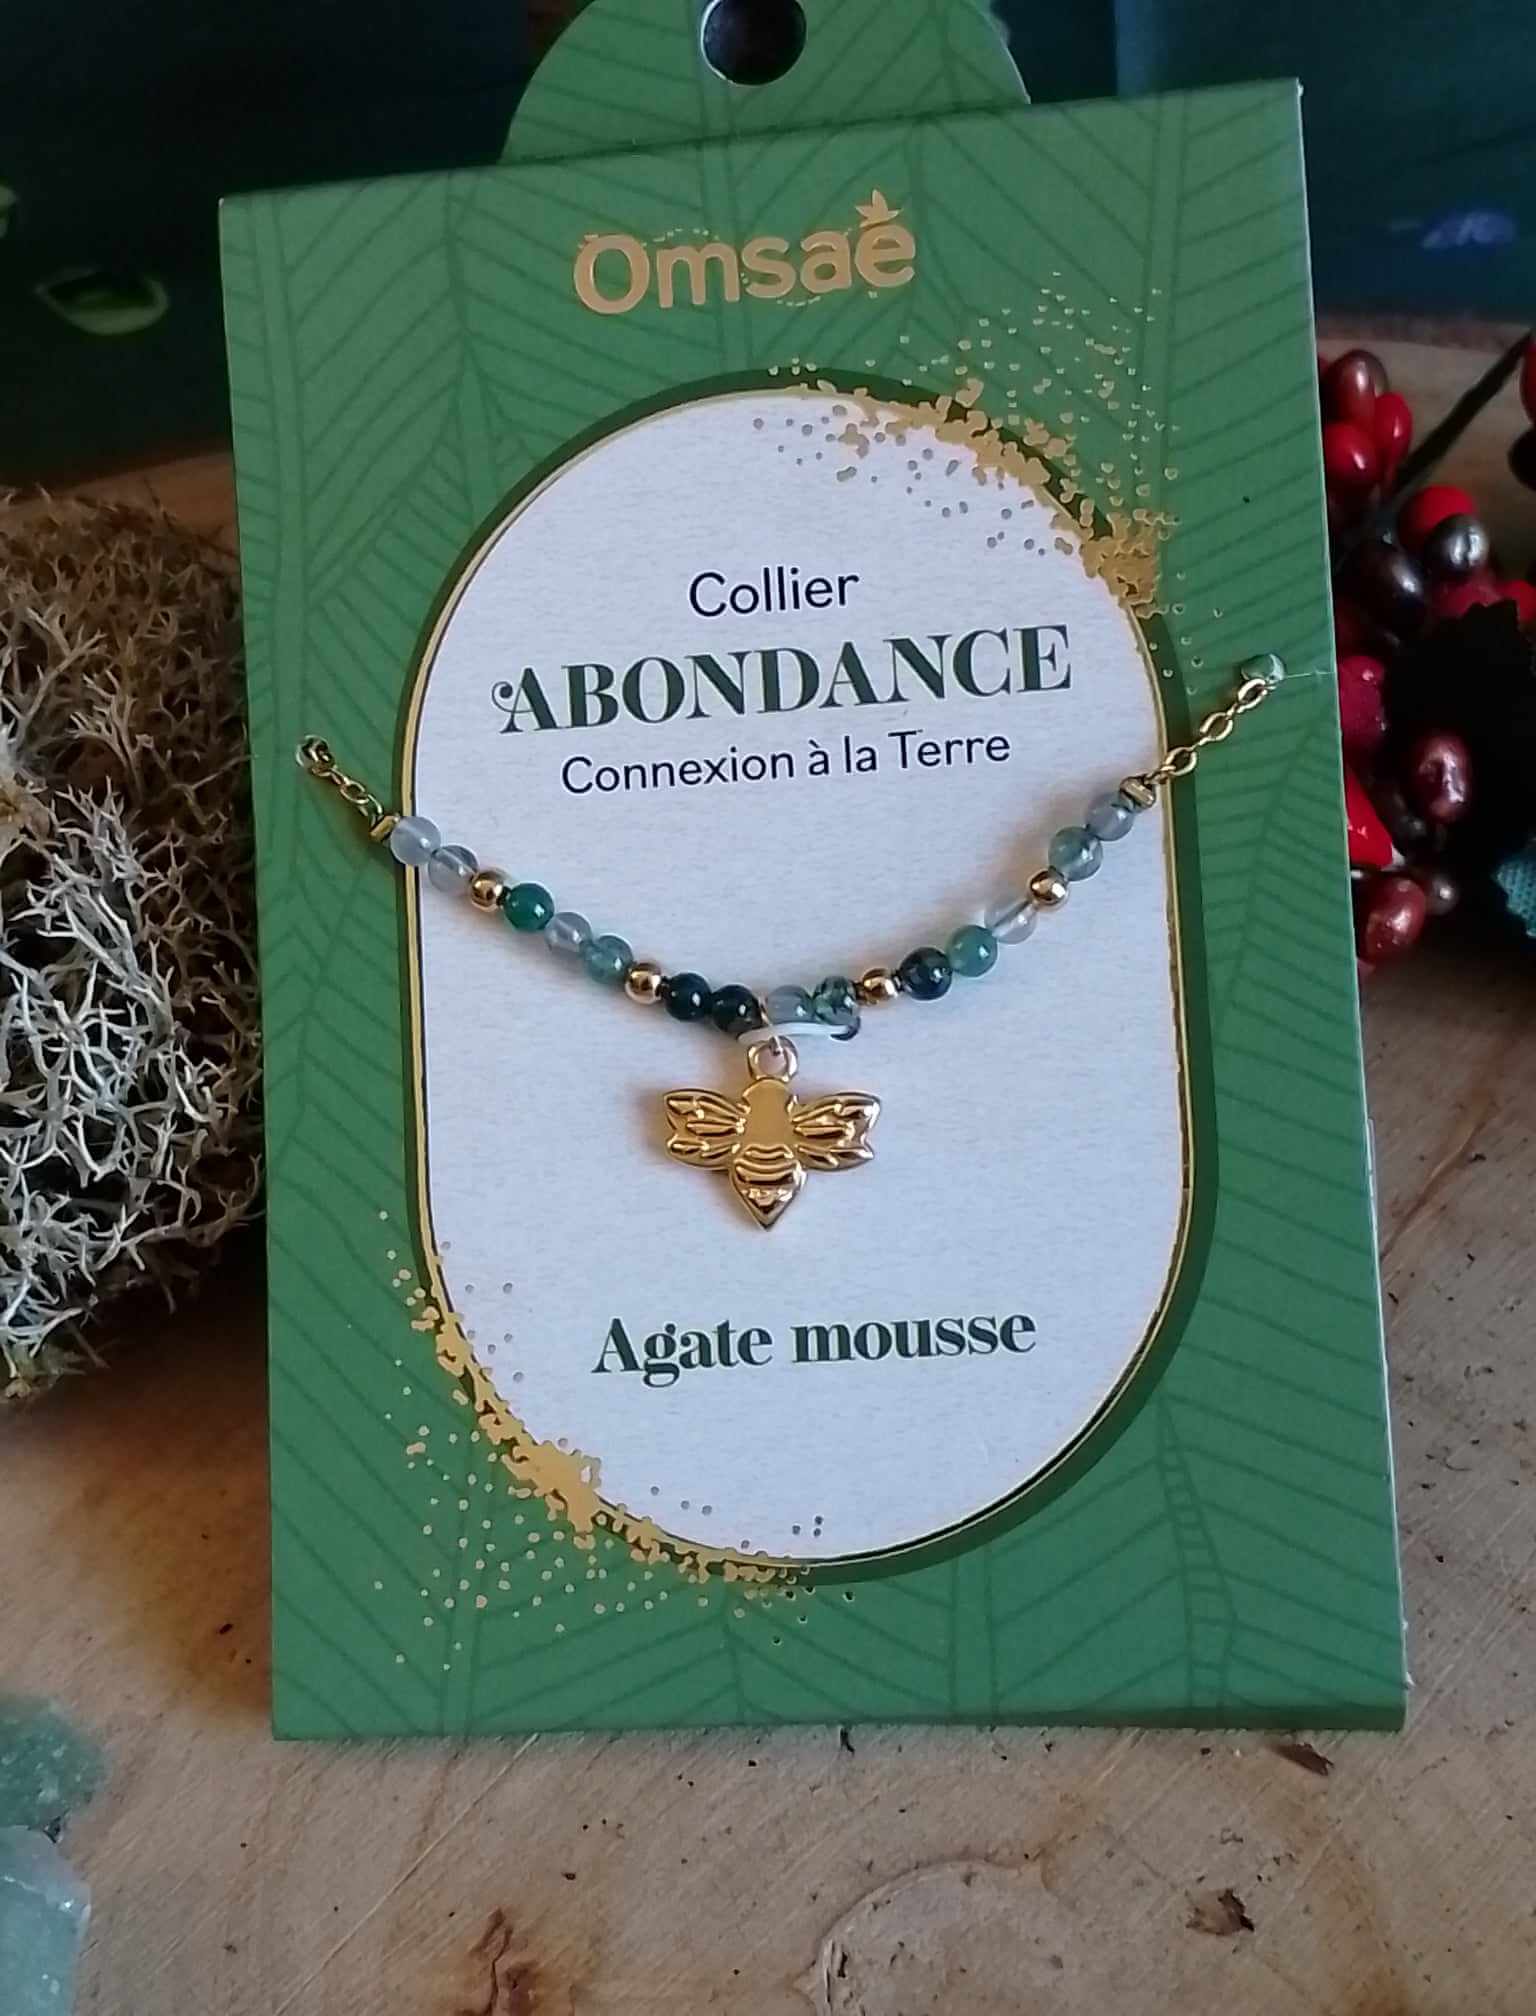 Omsaé
Collier
ABONDANCE
Connexion à la Terre
Agate mousse